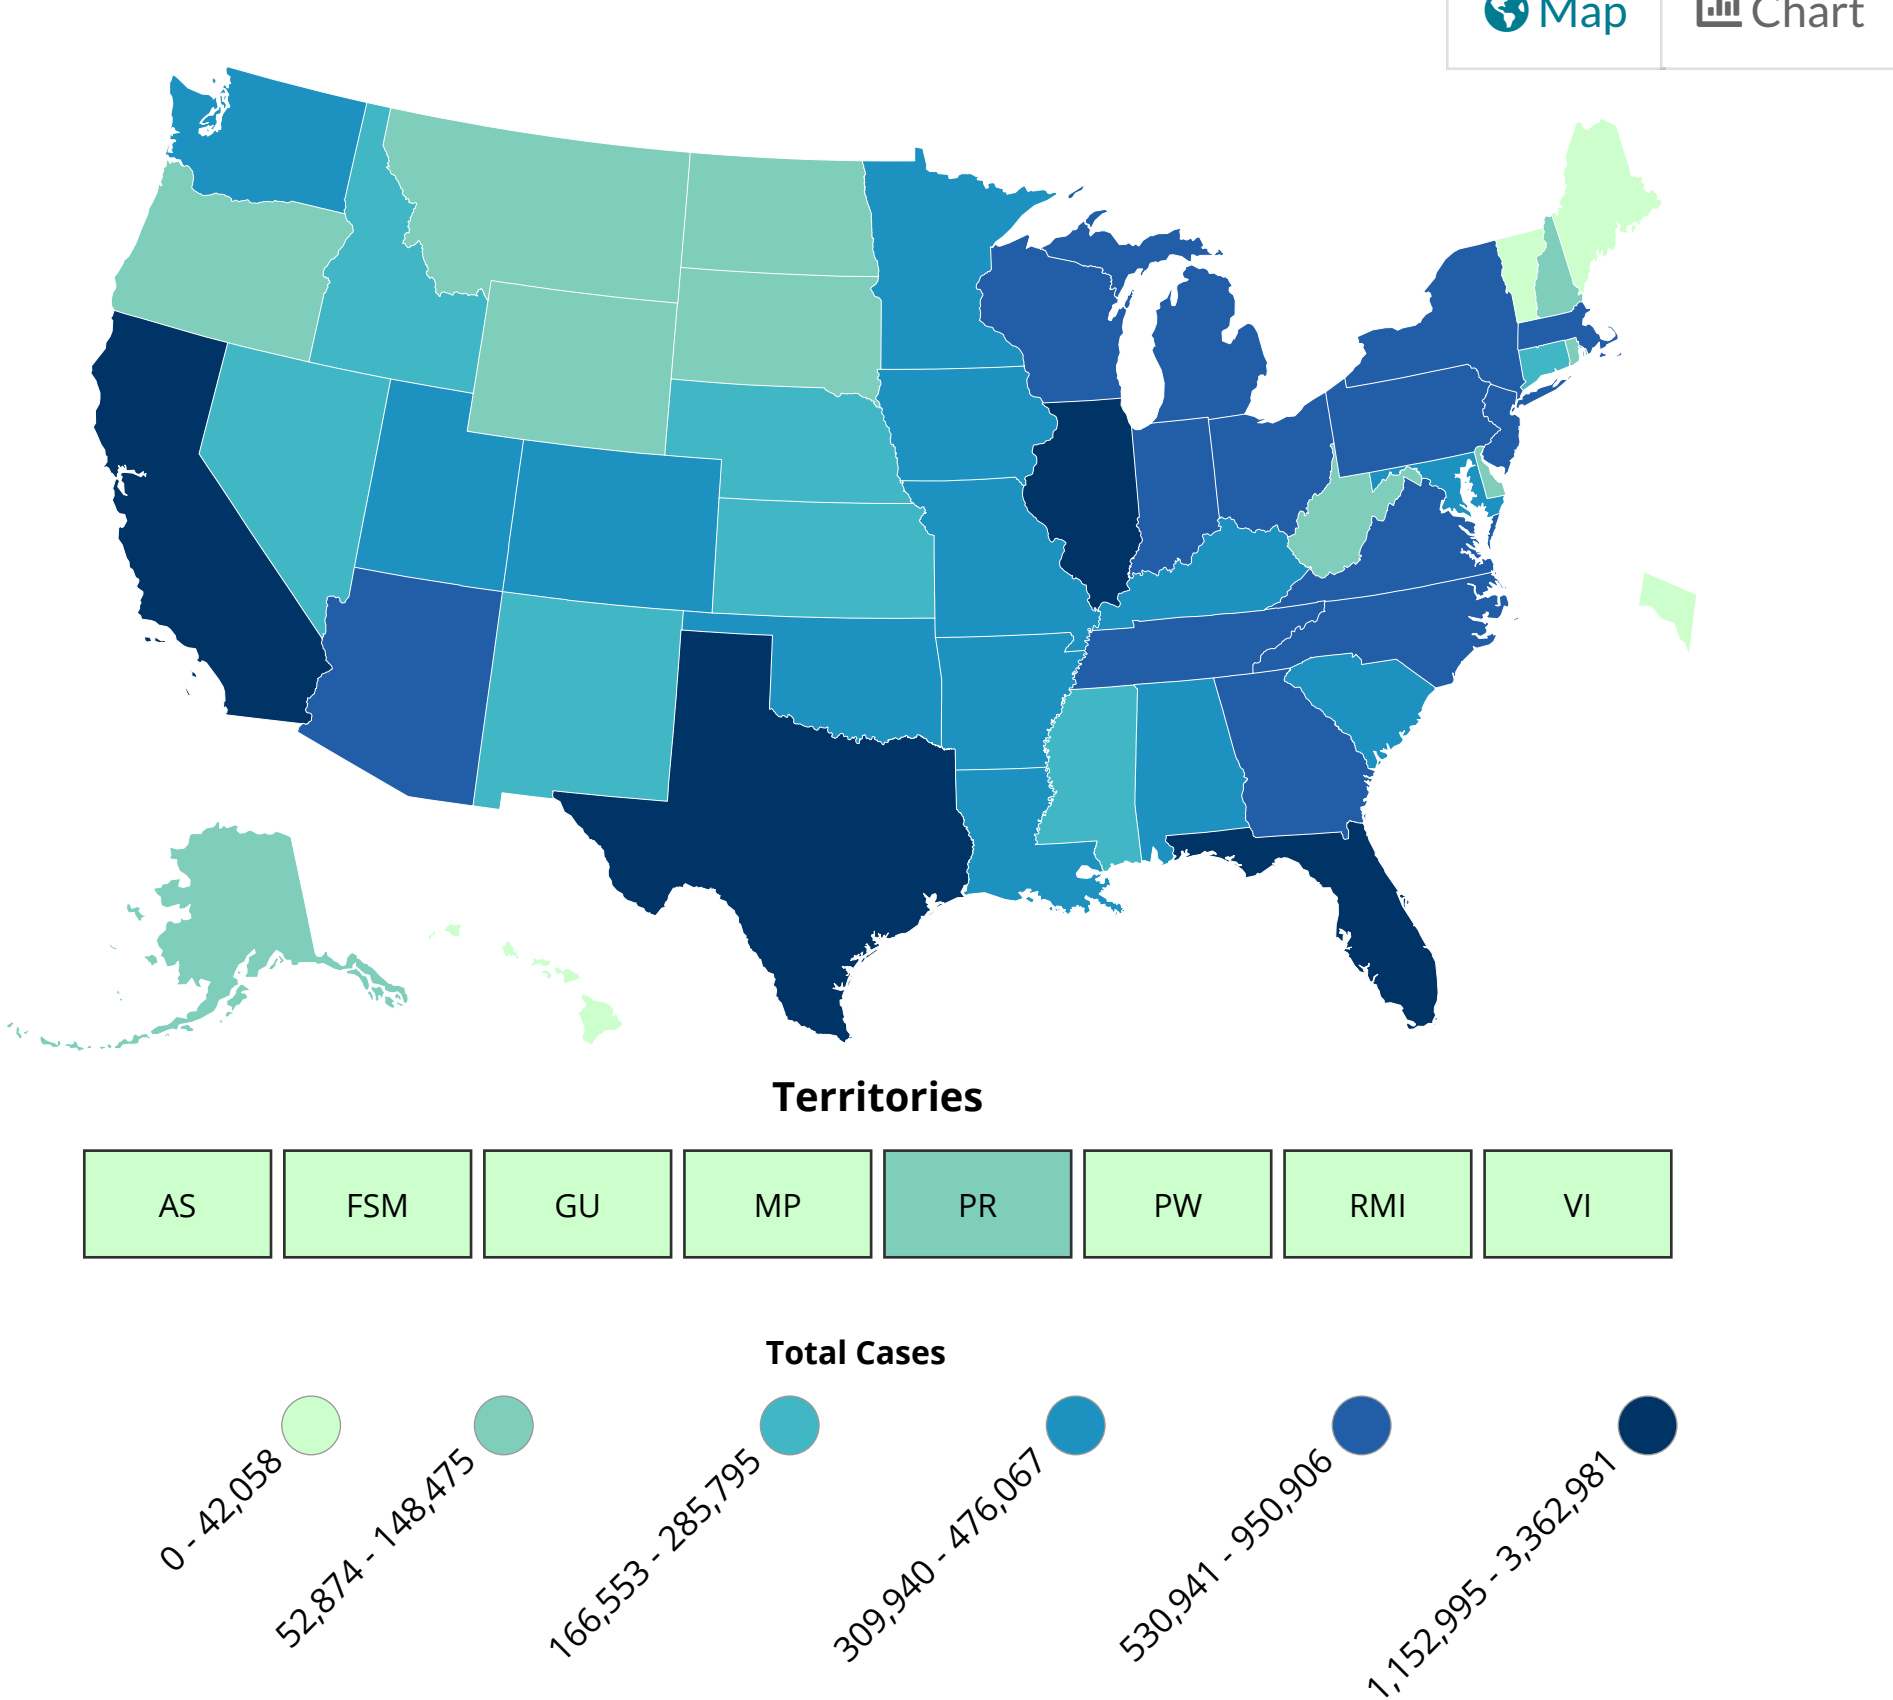 Map
Chart
Territories
AS
FSM
GU
MP
PR
PW
RMI
VI
Total Cases
0 - 42,058
52,874 - 148,475
166,553 - 285,795
309,940 - 476,067
530,941 - 950,906
1,152,995 - 3,362,981